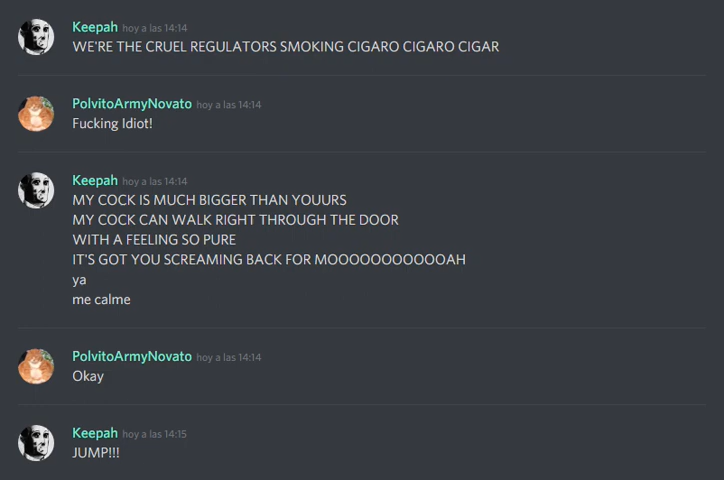 Keepah hoy a las 14:14
WE'RE THE CRUEL REGULATORS SMOKING CIGARO CIGARO CIGAR
PolvitoArmyNovato hoy a las 14:14
Fucking Idiot!
Keepah hoy a las 14:14
MY COCK IS MUCH BIGGER THAN YOUURS
MY COCK CAN WALK RIGHT THROUGH THE DOOR
WITH A FEELING SO PURE
IT'S GOT YOU SCREAMING BACK FOR MOOOOOOOOOOOAH
ya
me calme
PolvitoArmyNovato hoy a las 14:14
Okay
Keepah hoy a las 14:15
JUMP!!!